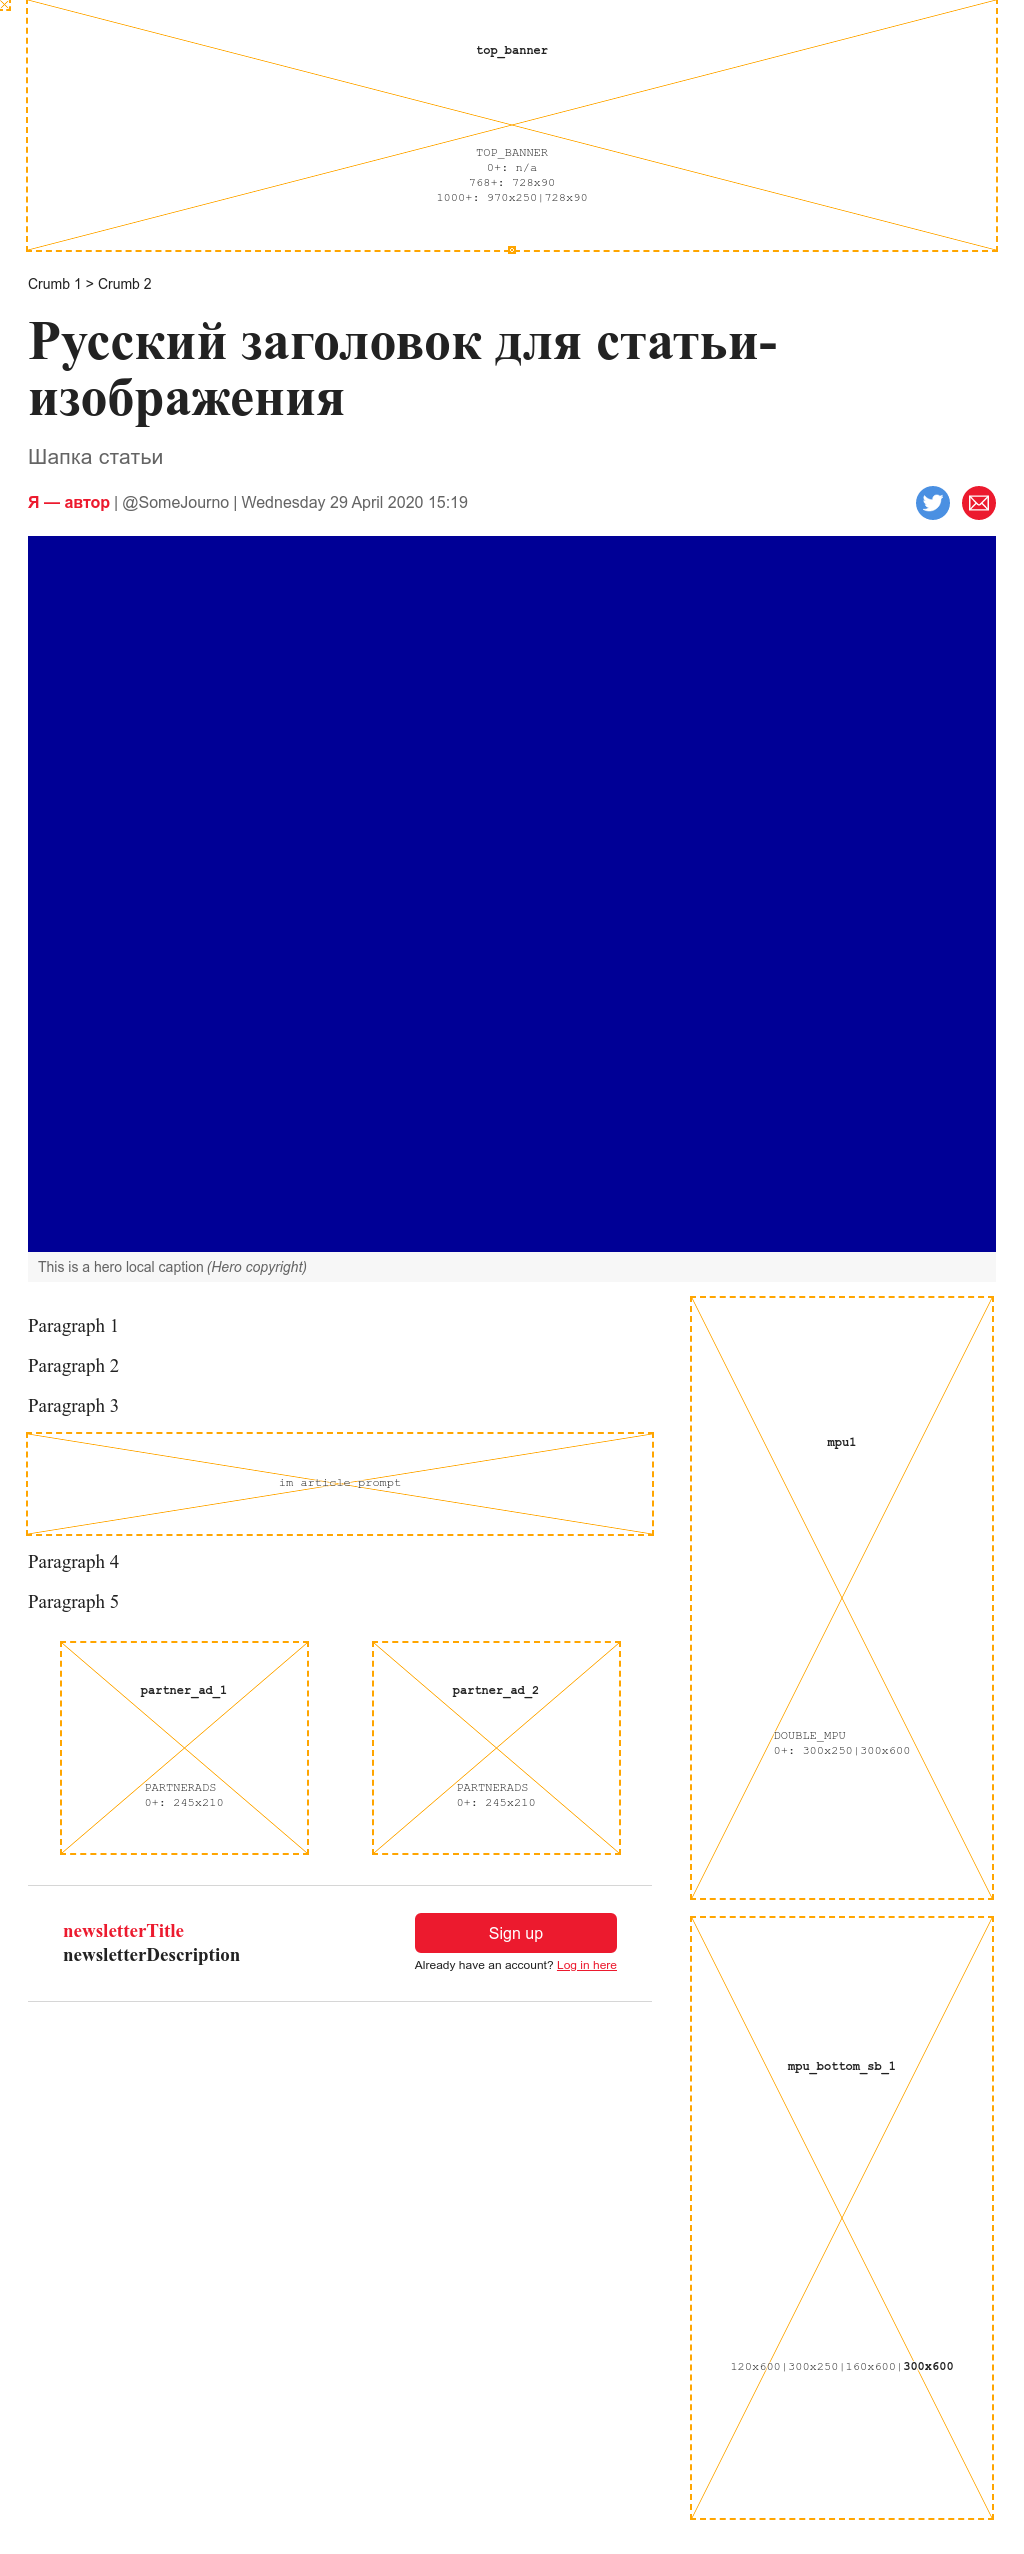 top_banner
TOP_BANNER
0+: n/a
768+: 728x90
1000+: 970x250|728x90
Crumb 1 > Crumb 2
Русский заголовок для статьи-
изображения
Шапка статьи
Я — автор | @SomeJourno | Wednesday 29 April 2020 15:19
This is a hero local caption (Hero copyright)
Paragraph 1
Paragraph 2
Paragraph 3
im article prompt
Paragraph 4
Paragraph 5
partner_ad_1
PARTNERADS
0+: 245x210
partner_ad_2
PARTNERADS
0+: 245x210
newsletterTitle
newsletterDescription
Sign up
Already have an account? Log in here
mpu1
DOUBLE_MPU
0+: 300x250|300x600
mpu_bottom_sb_1
120x600|300x250|160x600|300x600